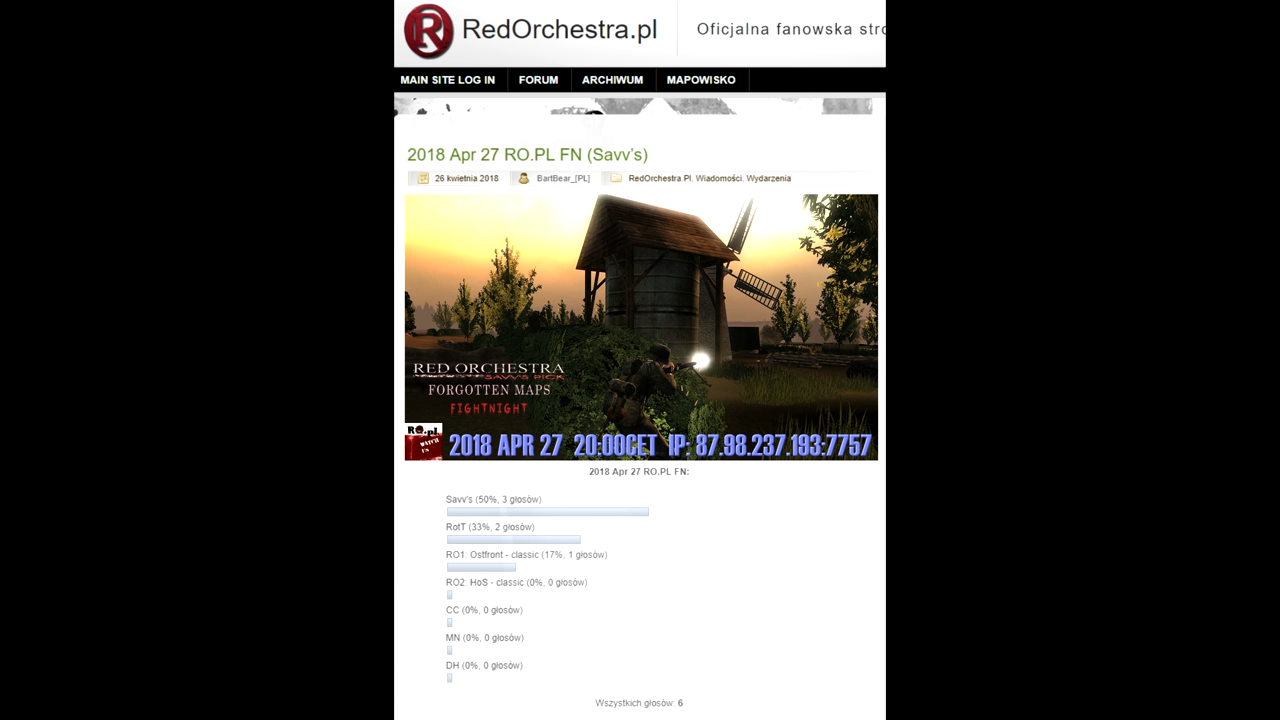 R RedOrchestra.pl
Oficjalna fanowska stro
MAIN SITE LOG IN FORUM ARCHIWUM MAPOWISKO
2018 Apr 27 RO.PL FN (Savv's)
26 kwietnia 2018 BartBear_[PL] RedOrchestra.Pl, Wiadomości, Wydarzenia
RED ORCHESTRA
SAVV'S PICK
FORGOTTEN MAPS
FIGHTNIGHT
RO.pl
WATCH
US
2018 APR 27 20:00CET IP: 87.98.237.193:7757
2018 Apr 27 RO.PL FN:
Savv's (50%, 3 głosów)
RotT (33%, 2 głosów)
RO1: Ostfront - classic (17%, 1 głosów)
RO2: HoS - classic (0%, 0 głosów)
CC (0%, 0 głosów)
MN (0%, 0 głosów)
DH (0%, 0 głosów)
Wszystkich głosów: 6